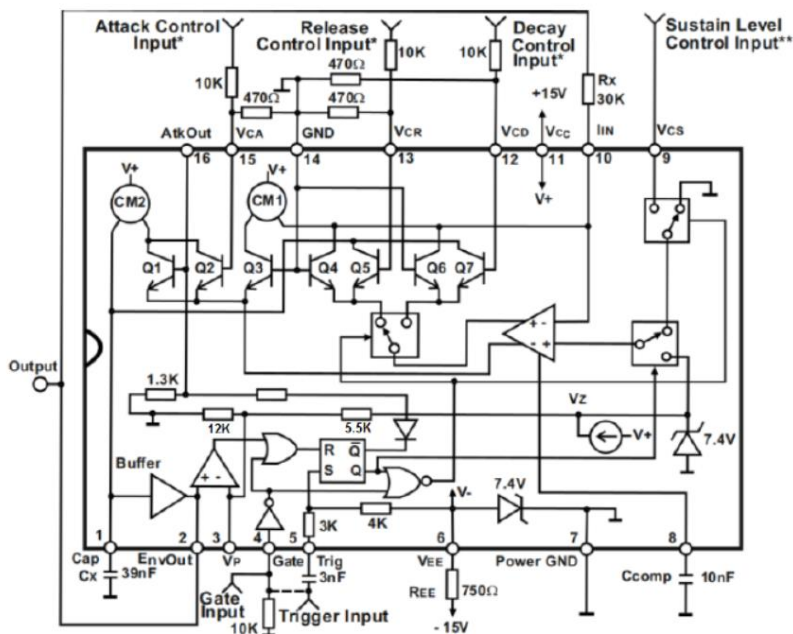 Attack Control
Input*
Release
Control Input*
Decay
Control
Input*
Sustain Level
Control Input**
10K
470Ω
470Ω
10K
10K
+15V
Rx
30K
AtkOut
VCA
GND
VCR
VCD
VCC
IIN
VCS
16
15
14
13
12
11
10
9
V+
CM2
V+
CM1
V+
Q1
Q2
Q3
Q4
Q5
Q6
Q7
+ -
- +
Output
1.3K
12K
5.5K
Vz
V+
7.4V
R
Q
S
Q
Buffer
+ -
7.4V
V-
3K
4K
1
2
3
4
5
6
7
8
Cap
Cx
39nF
EnvOut
VP
Gate
Trig
3nF
VEE
Power GND
Ccomp
10nF
Gate
Input
10K
Trigger Input
REE
750Ω
- 15V